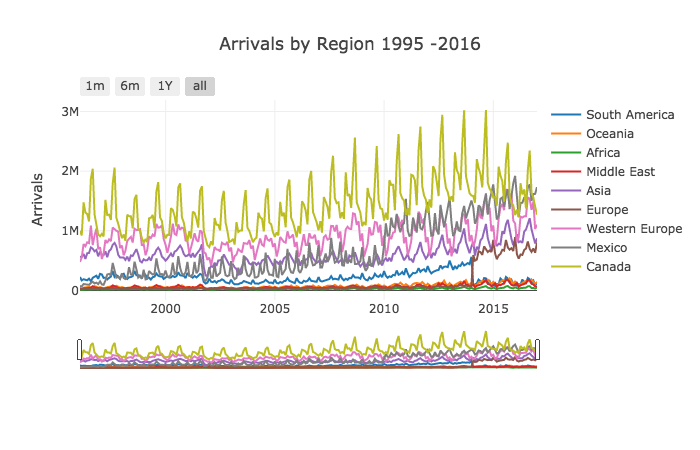 Arrivals by Region 1995 -2016
1m 6m 1Y all
3M
2M
1M
0
Arrivals
2000 2005 2010 2015
South America
Oceania
Africa
Middle East
Asia
Europe
Western Europe
Mexico
Canada